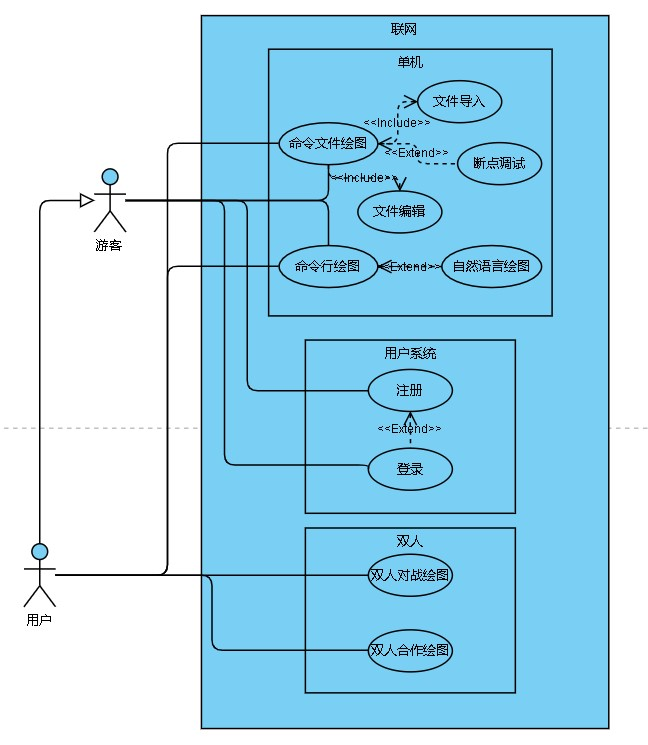 联网
单机
文件导入
<<Include>>
命令文件绘图
<<Extend>>
断点调试
<<Include>>
文件编辑
游客
命令行绘图
<<Extend>>
自然语言绘图
用户系统
注册
<<Extend>>
登录
双人
双人对战绘图
用户
双人合作绘图